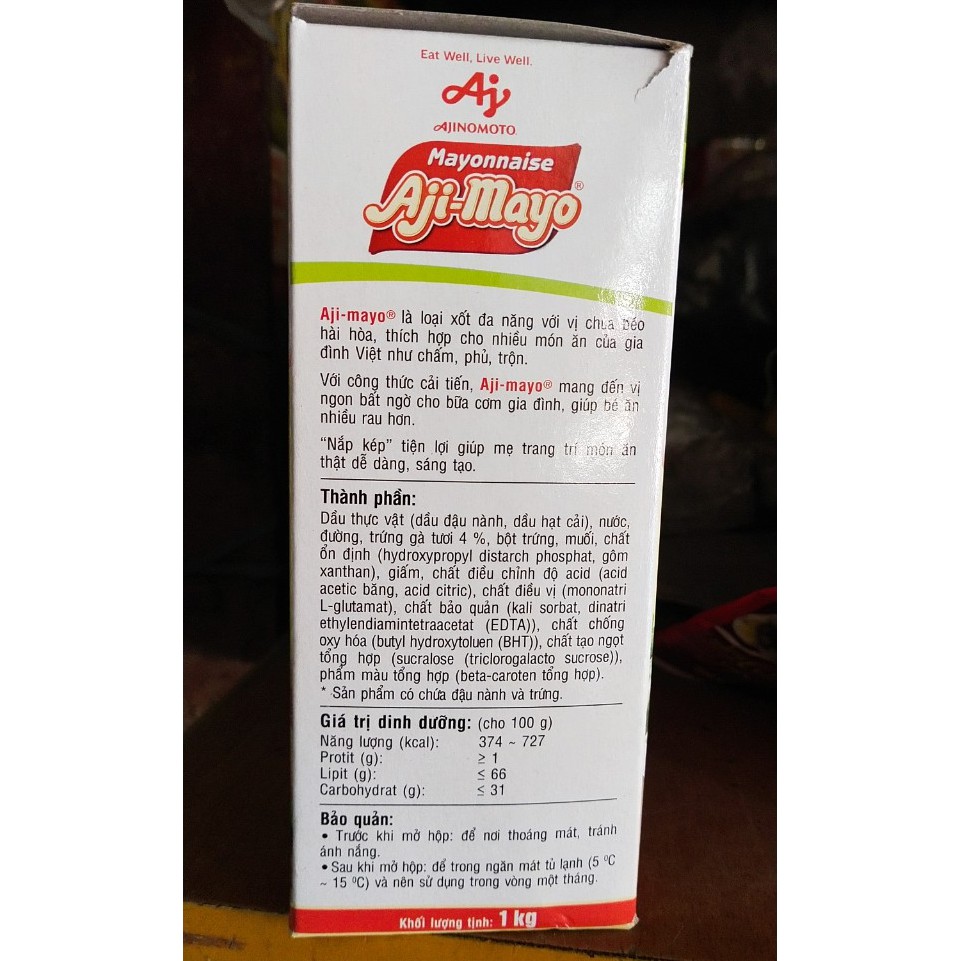 Eat Well, Live Well.
Aj
AJINOMOTO
Mayonnaise
Aji-Mayo®
Aji-mayo® là loại xốt đa năng với vị chua béo
hài hòa, thích hợp cho nhiều món ăn của gia
đình Việt như chấm, phủ, trộn.
Với công thức cải tiến, Aji-mayo® mang đến vị
ngon bất ngờ cho bữa cơm gia đình, giúp bé ăn
nhiều rau hơn.
“Nắp kép” tiện lợi giúp mẹ trang trí món ăn
thật dễ dàng, sáng tạo.
Thành phần:
Dầu thực vật (dầu đậu nành, dầu hạt cải), nước,
đường, trứng gà tươi 4 %, bột trứng, muối, chất
ổn định (hydroxypropyl distarch phosphat, gôm
xanthan), giấm, chất điều chỉnh độ acid (acid
acetic băng, acid citric), chất điều vị (mononatri
L-glutamat), chất bảo quản (kali sorbat, dinatri
ethylendiamintetraacetat (EDTA)), chất chống
oxy hóa (butyl hydroxytoluen (BHT)), chất tạo ngọt
tổng hợp (sucralose (triclorogalacto sucrose)),
phẩm màu tổng hợp (beta-caroten tổng hợp).
* Sản phẩm có chứa đậu nành và trứng.
Giá trị dinh dưỡng: (cho 100 g)
Năng lượng (kcal): 374 ~ 727
Protit (g): ≥ 1
Lipit (g): ≤ 66
Carbohydrat (g): ≤ 31
Bảo quản:
• Trước khi mở hộp: để nơi thoáng mát, tránh
ánh nắng.
• Sau khi mở hộp: để trong ngăn mát tủ lạnh (5 ºC
~ 15 ºC) và nên sử dụng trong vòng một tháng.
Khối lượng tịnh: 1 kg